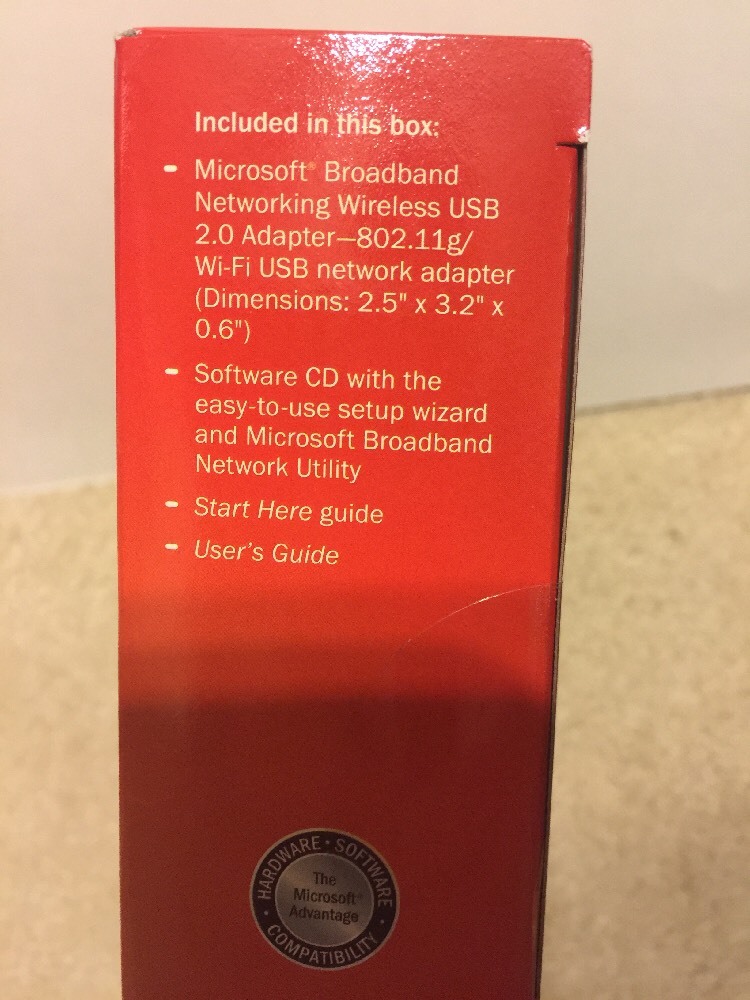 Included in this box:
- Microsoft® Broadband
Networking Wireless USB
2.0 Adapter—802.11g/
Wi-Fi USB network adapter
(Dimensions: 2.5" x 3.2" x
0.6")
- Software CD with the
easy-to-use setup wizard
and Microsoft Broadband
Network Utility
- Start Here guide
- User's Guide
HARDWARE • SOFTWARE
The
Microsoft®
Advantage
• COMPATIBILITY •